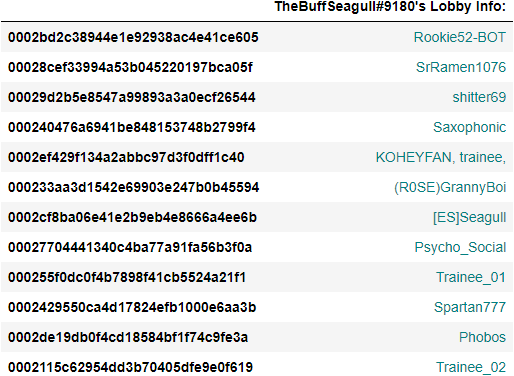 TheBuffSeagull#9180's Lobby Info:
0002bd2c38944e1e92938ac4e41ce605 Rookie52-BOT
00028cef33994a53b045220197bca05f SrRamen1076
00029d2b5e8547a99893a3a0ecf26544 shitter69
000240476a6941be848153748b2799f4 Saxophonic
0002ef429f134a2abbc97d3f0dff1c40 KOHEYFAN, trainee,
000233aa3d1542e69903e247b0b45594 (R0SE)GrannyBoi
0002cf8ba06e41e2b9eb4e8666a4ee6b [ES]Seagull
00027704441340c4ba77a91fa56b3f0a Psycho_Social
000255f0dc0f4b7898f41cb5524a21f1 Trainee_01
0002429550ca4d17824efb1000e6aa3b Spartan777
0002de19db0f4cd18584bf1f74c9fe3a Phobos
0002115c62954dd3b70405dfe9e0f619 Trainee_02